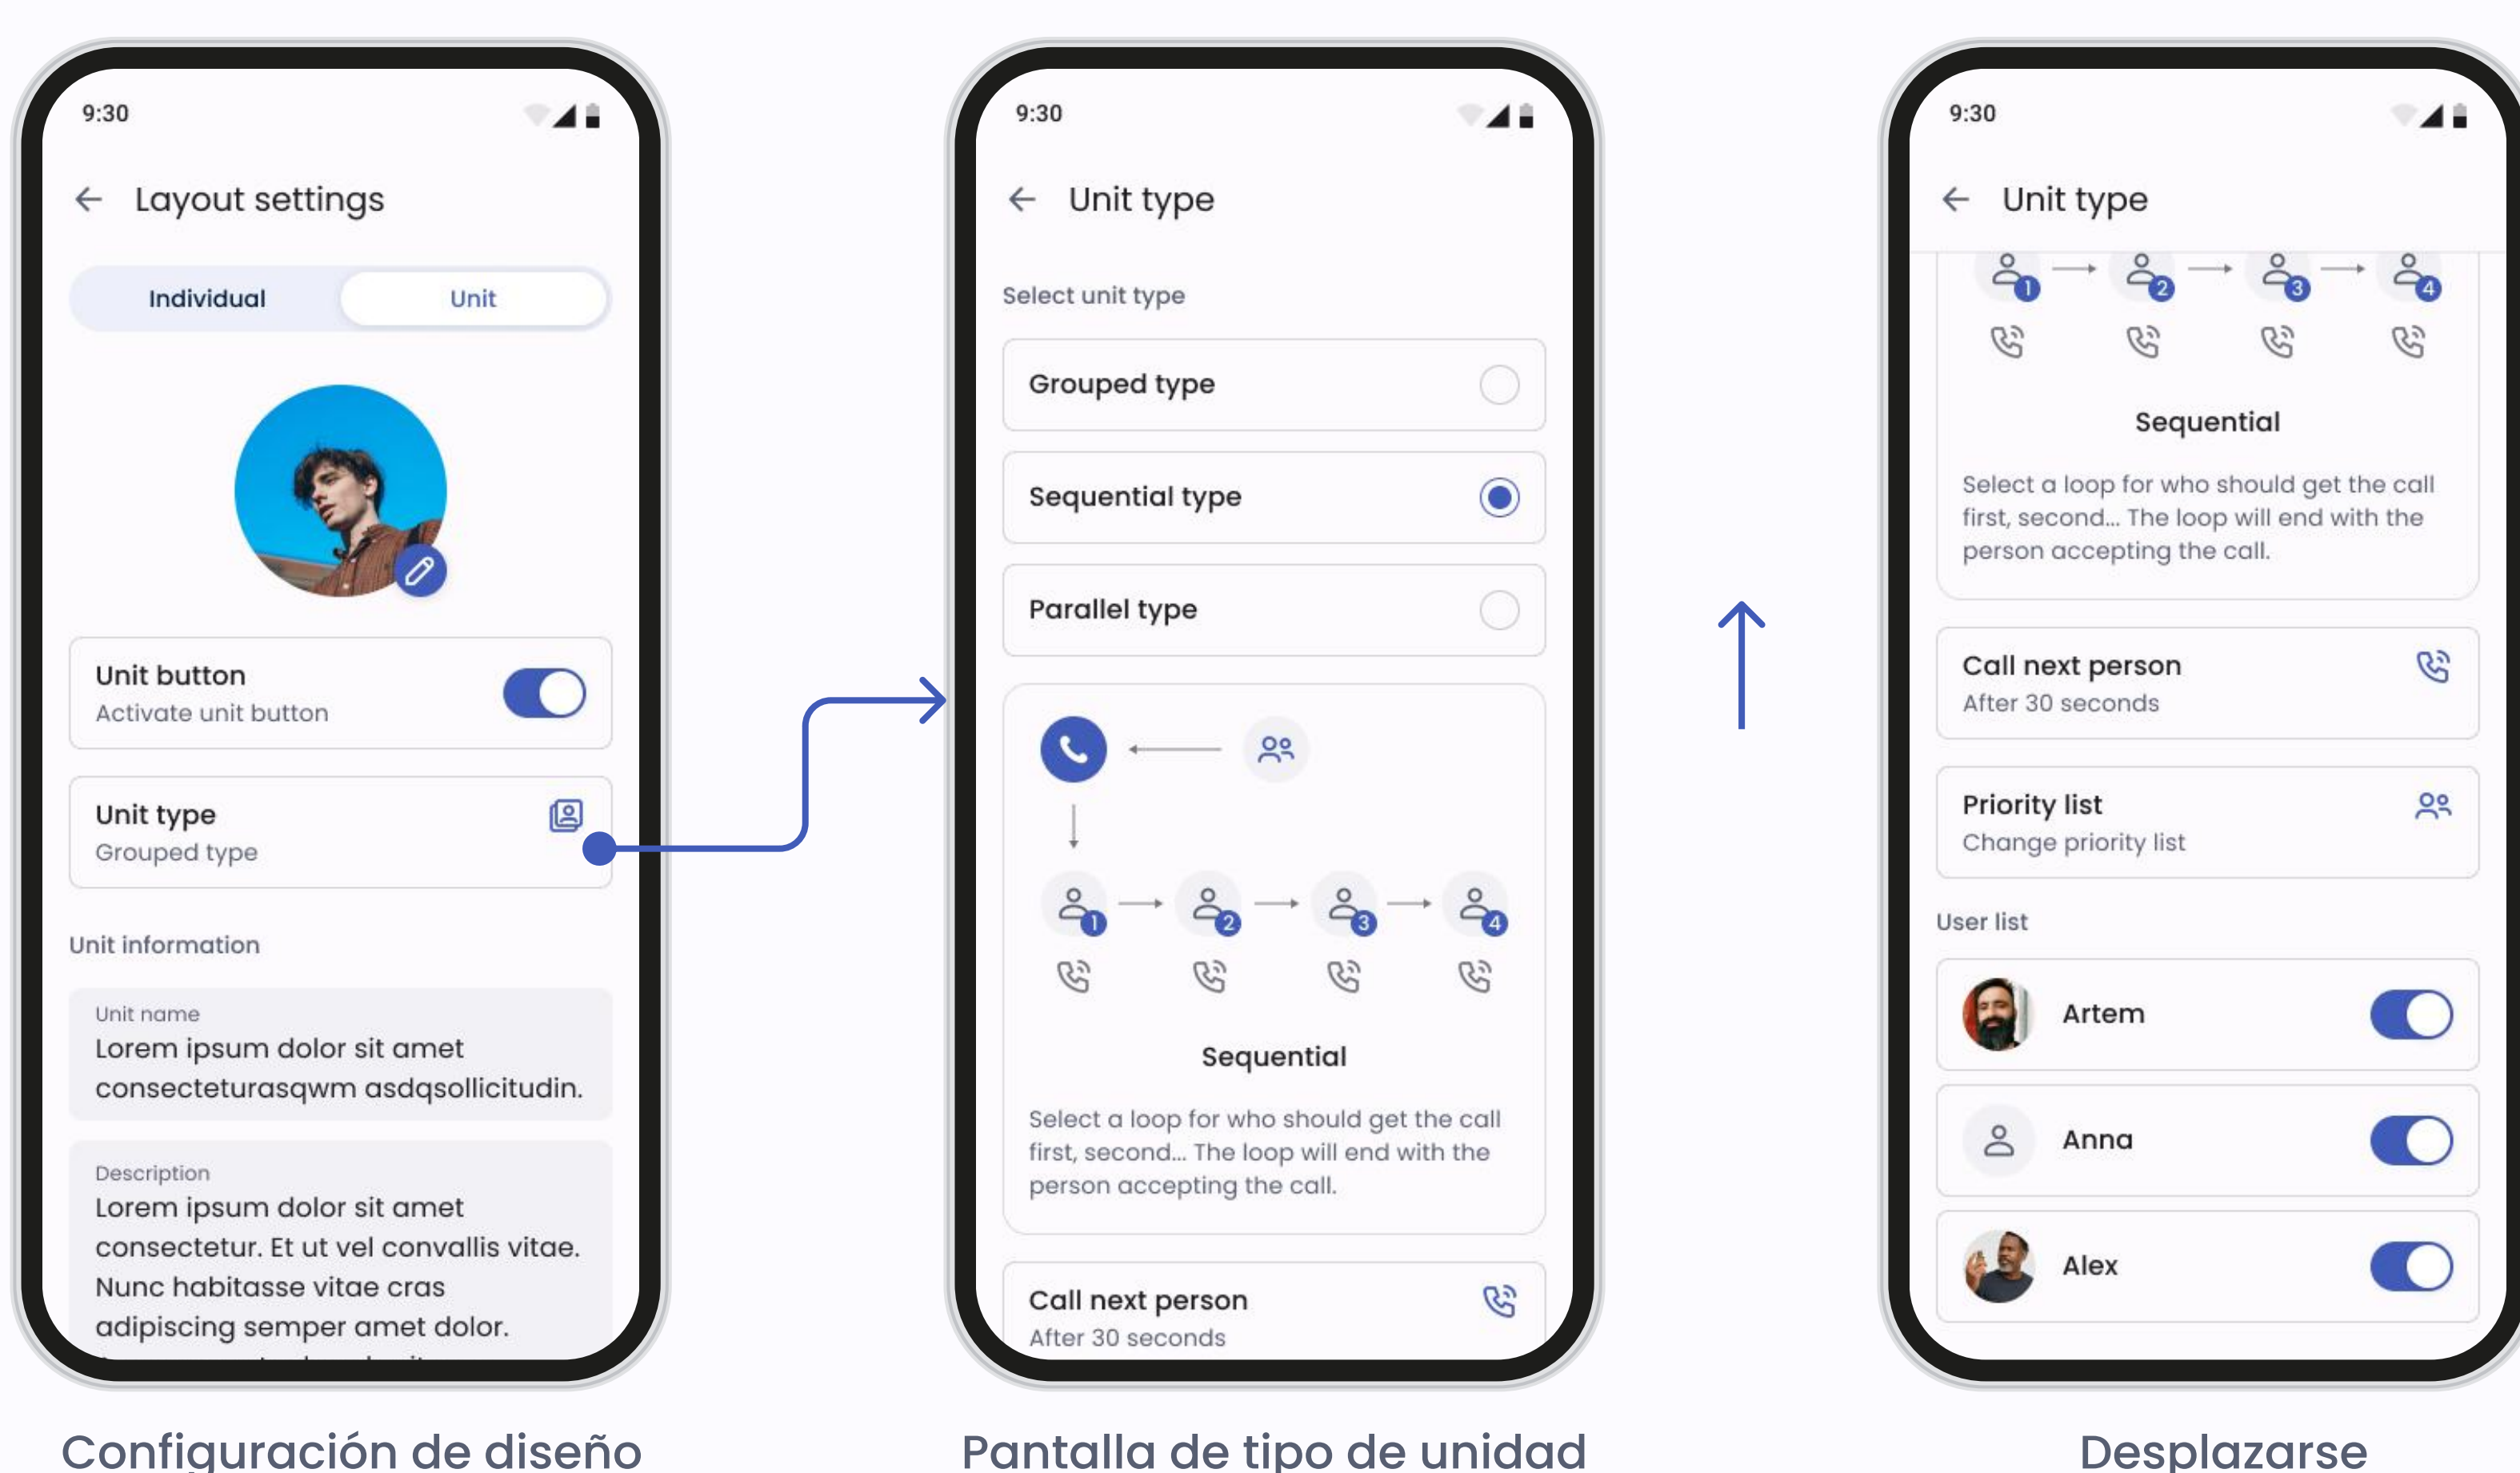 9:30
Layout settings
Individual
Unit
Unit button
Activate unit button
Unit type
Grouped type
Unit information
Unit name
Lorem ipsum dolor sit amet
consecteturasqwm asdqsollicitudin.
Description
Lorem ipsum dolor sit amet
consectetur. Et ut vel convallis vitae.
Nunc habitasse vitae cras
adipiscing semper amet dolor.
Configuración de diseño
9:30
Unit type
Select unit type
Grouped type
Sequential type
Parallel type
1
2
3
4
Sequential
Select a loop for who should get the call
first, second... The loop will end with the
person accepting the call.
Call next person
After 30 seconds
Pantalla de tipo de unidad
9:30
Unit type
1
2
3
4
Sequential
Select a loop for who should get the call
first, second... The loop will end with the
person accepting the call.
Call next person
After 30 seconds
Priority list
Change priority list
User list
Artem
Anna
Alex
Desplazarse